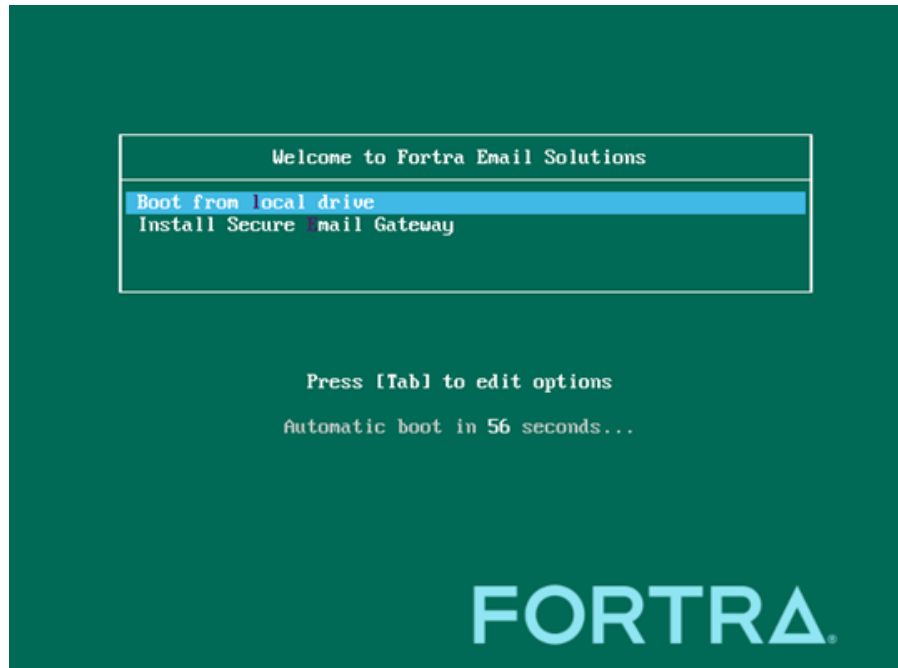 Welcome to Fortra Email Solutions
Boot from local drive
Install Secure Email Gateway
Press [Tab] to edit options
Automatic boot in 56 seconds...
FORTRA.